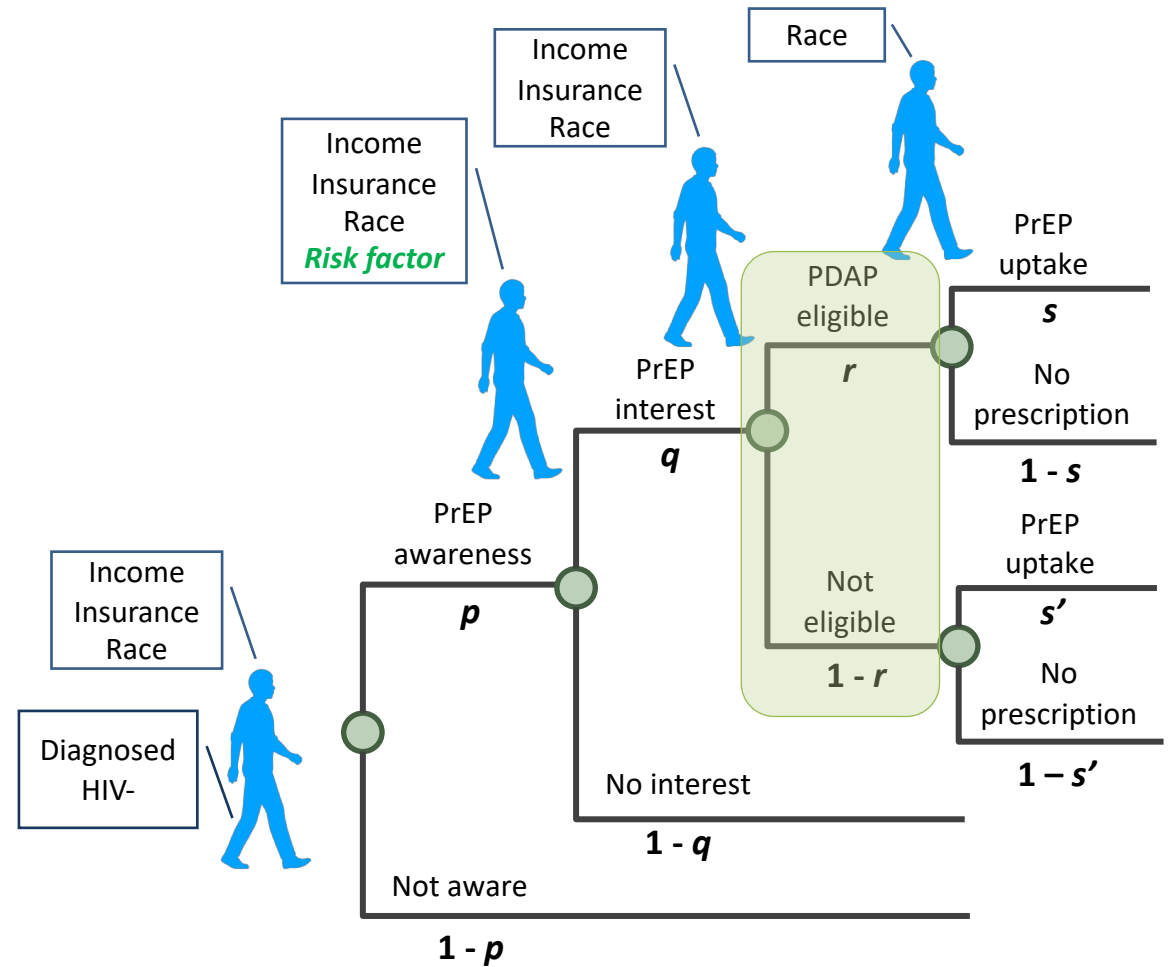 Race
Income
Insurance
Race
Income
Insurance
Race
Risk factor
PrEP
uptake
s
PDAP
eligible
r
No
prescription
1 - s
PrEP
interest
q
PrEP
uptake
s’
PrEP
awareness
p
Not
eligible
1 - r
No
prescription
1 – s’
Income
Insurance
Race
Diagnosed
HIV-
No interest
1 - q
Not aware
1 - p